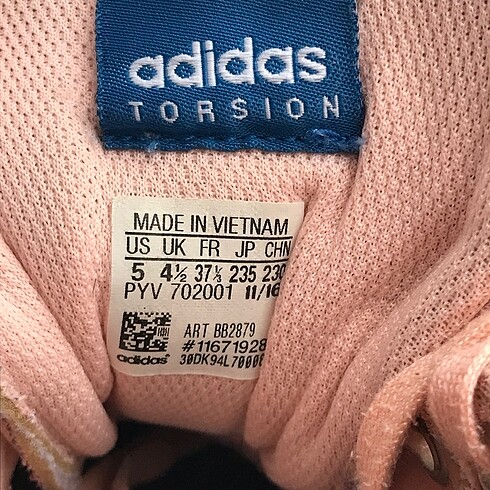 adidas
TORSION
MADE IN VIETNAM
US UK FR JP CHN
5 4½ 37⅓ 235 230
PYV 702001 11/16
ART BB2879
#11671928
adidas 30DK94L70008